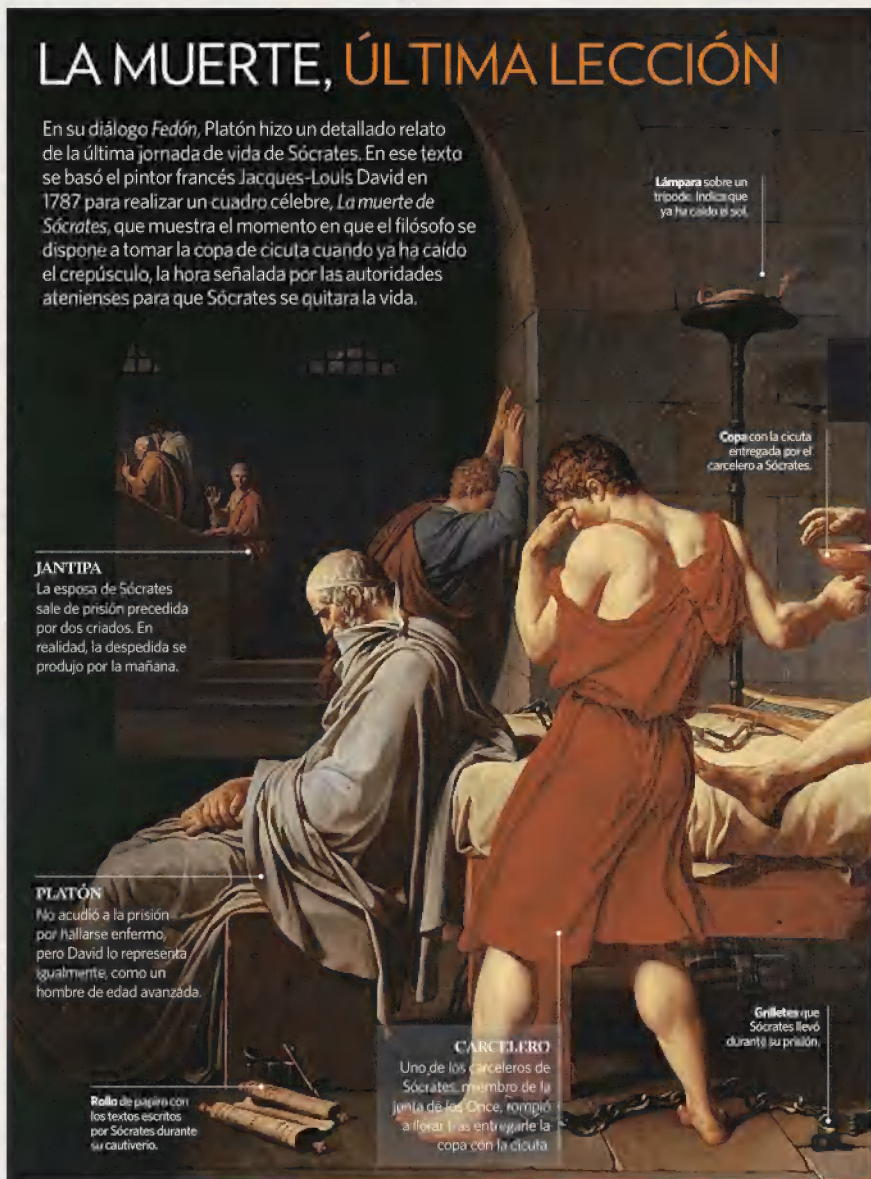 LA MUERTE, ÚLTIMA LECCIÓN
En su diálogo Fedón, Platón hizo un detallado relato
de la última jornada de vida de Sócrates. En ese texto
se basó el pintor francés Jacques-Louis David en
1787 para realizar un cuadro célebre, La muerte de
Sócrates, que muestra el momento en que el filósofo se
dispone a tomar la copa de cicuta cuando ya ha caído
el crepúsculo, la hora señalada por las autoridades
atenienses para que Sócrates se quitara la vida.
Lámpara sobre un
trípode. Indica que
ya ha caído el sol.
Copa con la cicuta
entregada por el
carcelero a Sócrates.
JANTIPA
La esposa de Sócrates
sale de prisión precedida
por dos criados. En
realidad, la despedida se
produjo por la mañana.
PLATÓN
No acudió a la prisión
por hallarse enfermo,
pero David lo representa
igualmente, como un
hombre de edad avanzada.
Rollo de papiro con
los textos escritos
por Sócrates durante
su cautiverio.
CARCELERO
Uno de los carceleros de
Sócrates, miembro de la
junta de los Once, rompió
a llorar tras entregarle la
copa con la cicuta.
Grilletes que
Sócrates llevó
durante su prisión.